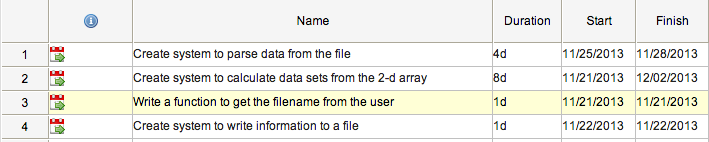 Name Duration Start Finish
1 Create system to parse data from the file 4d 11/25/2013 11/28/2013
2 Create system to calculate data sets from the 2-d array 8d 11/21/2013 12/02/2013
3 Write a function to get the filename from the user 1d 11/21/2013 11/21/2013
4 Create system to write information to a file 1d 11/22/2013 11/22/2013